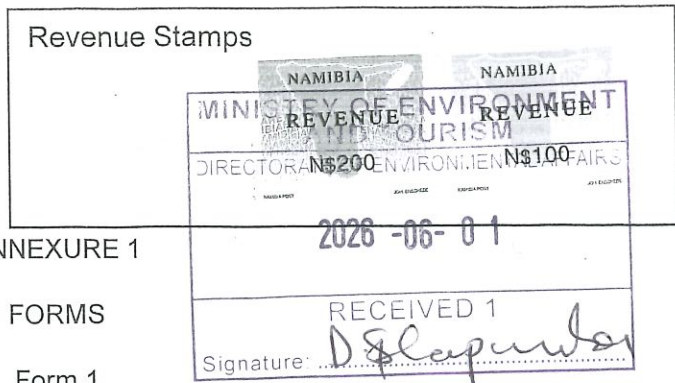 Revenue Stamps
NAMIBIA NAMIBIA
MINISTRY OF ENVIRONMENT
REVENUE REVENUE
AND TOURISM
DIRECTORATE ENVIRONMENTAL AFFAIRS
N$200 N$100
2026 -06- 01
NNEXURE 1
RECEIVED 1
FORMS
Signature:
Form 1